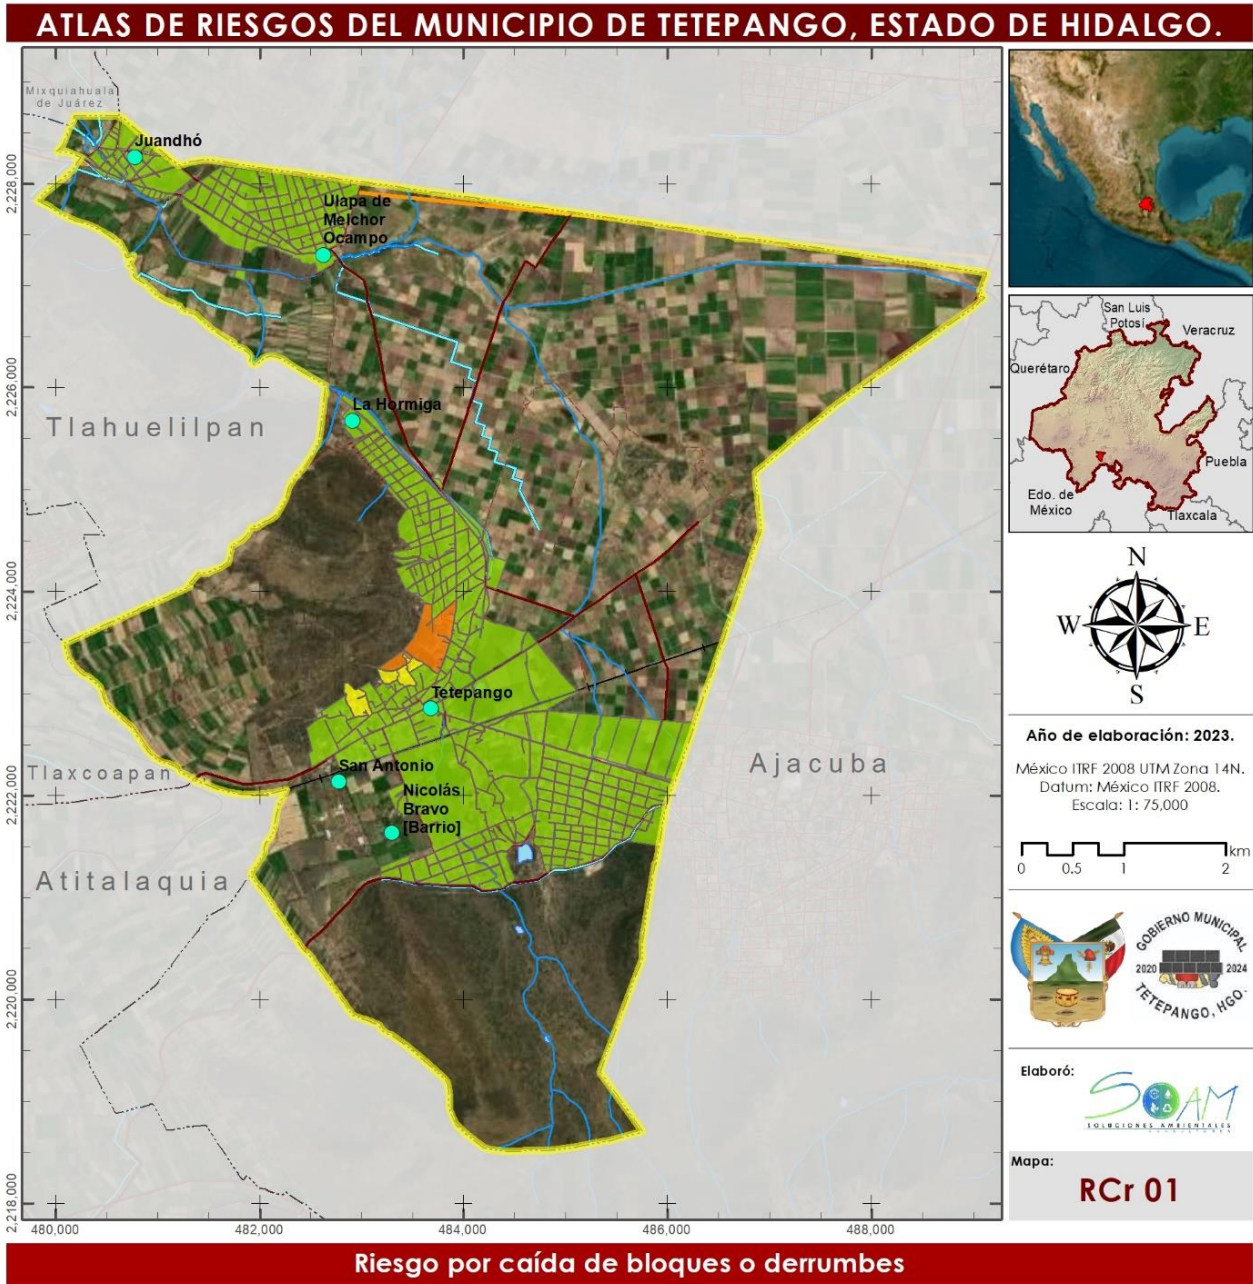 ATLAS DE RIESGOS DEL MUNICIPIO DE TETEPANGO, ESTADO DE HIDALGO.
Mixquiahuala
de Juárez
Juandhó
Ulapa de
Melchor
Ocampo
La Hormiga
Tlahuelilpan
Tetepango
San Antonio
Nicolás
Bravo
[Barrio]
Tlaxcoapan
Atitalaquia
Ajacuba
2,228,000
2,226,000
2,224,000
2,222,000
2,220,000
2,218,000
480,000
482,000
484,000
486,000
488,000
San Luis
Potosí
Veracruz
Querétaro
Puebla
Edo. de
México
Tlaxcala
N
W
E
S
Año de elaboración: 2023.
México ITRF 2008 UTM Zona 14N.
Datum: México ITRF 2008.
Escala: 1: 75,000
km
0 0.5 1 2
GOBIERNO MUNICIPAL
2020 2024
TETEPANGO, HGO.
Elaboró:
SOAM
SOLUCIONES AMBIENTALES
Mapa:
RCr 01
Riesgo por caída de bloques o derrumbes